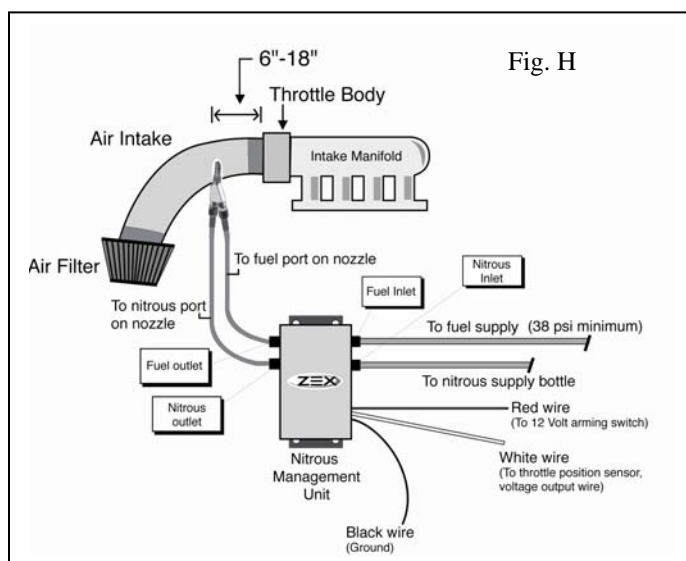 Fig. H
6"-18"
Throttle Body
Air Intake
Intake Manifold
Air Filter
To fuel port on nozzle
To nitrous port
on nozzle
Nitrous
Inlet
Fuel Inlet
To fuel supply (38 psi minimum)
Fuel outlet
ZEX
To nitrous supply bottle
Nitrous
outlet
Red wire
(To 12 Volt arming switch)
White wire
(To throttle position sensor,
voltage output wire)
Nitrous
Management
Unit
Black wire
(Ground)